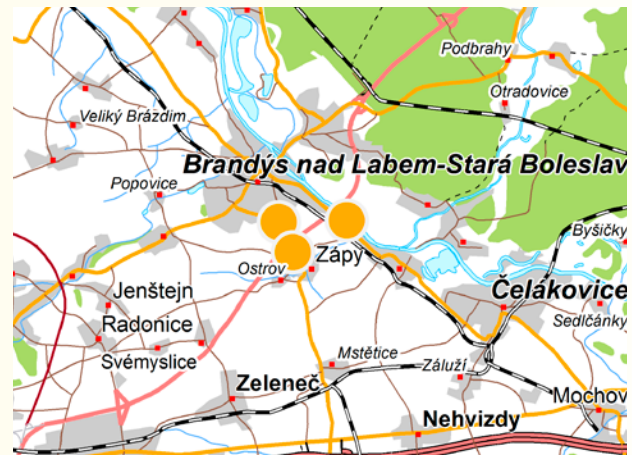 Podbrahy
Otradovice
Veliký Brázdim
Brandýs nad Labem-Stará Boleslav
Popovice
Byšičky
Zápy
Ostrov
Jenštejn
Čelákovice
Radonice
Sedlčánky
Svémyslice
Mstětice
Záluží
Zeleneč
Mochov
Nehvizdy